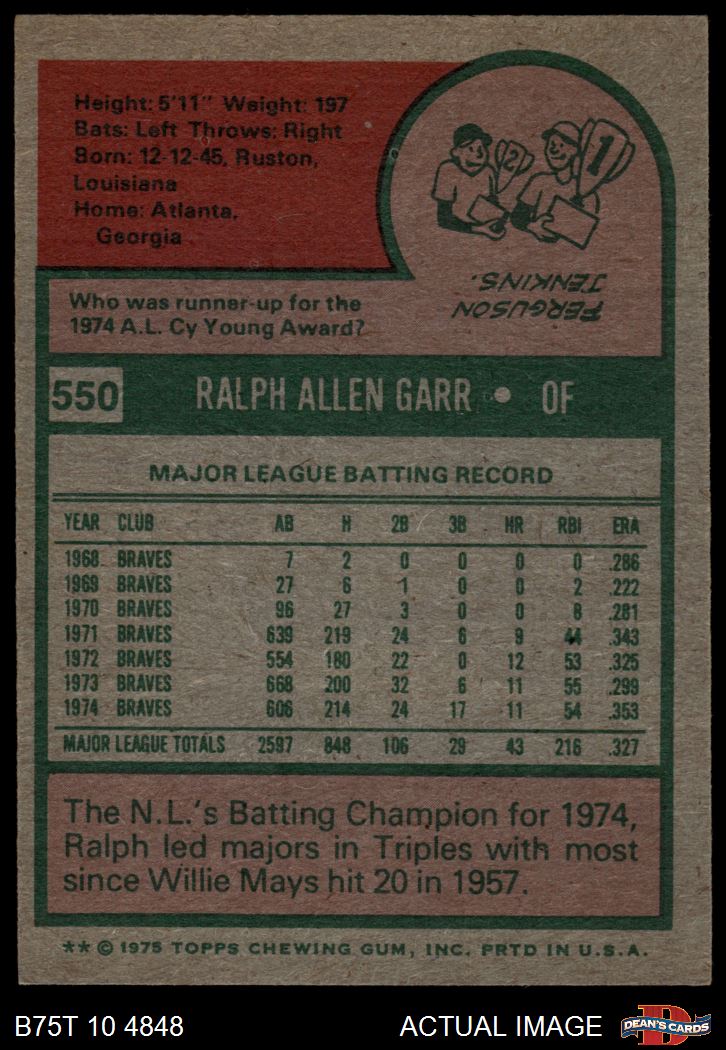 Height: 5'11" Weight: 197
Bats: Left Throws: Right
Born: 12-12-45, Ruston,
Louisiana
Home: Atlanta,
Georgia
2 1
FERGUSON
JENKINS.
Who was runner-up for the
1974 A.L. Cy Young Award?
550 RALPH ALLEN GARR • OF
MAJOR LEAGUE BATTING RECORD
YEAR CLUB AB H 2B 3B HR RBI ERA
1968 BRAVES 7 2 0 0 0 0 .286
1969 BRAVES 27 6 1 0 0 2 .222
1970 BRAVES 96 27 3 0 0 8 .281
1971 BRAVES 639 219 24 6 9 44 .343
1972 BRAVES 554 180 22 0 12 53 .325
1973 BRAVES 668 200 32 6 11 55 .299
1974 BRAVES 606 214 24 17 11 54 .353
MAJOR LEAGUE TOTALS 2597 848 106 29 43 216 .327
The N.L.'s Batting Champion for 1974,
Ralph led majors in Triples with most
since Willie Mays hit 20 in 1957.
** © 1975 TOPPS CHEWING GUM, INC. PRTD IN U.S.A.
B75T 10 4848 ACTUAL IMAGE D DEAN'S CARDS